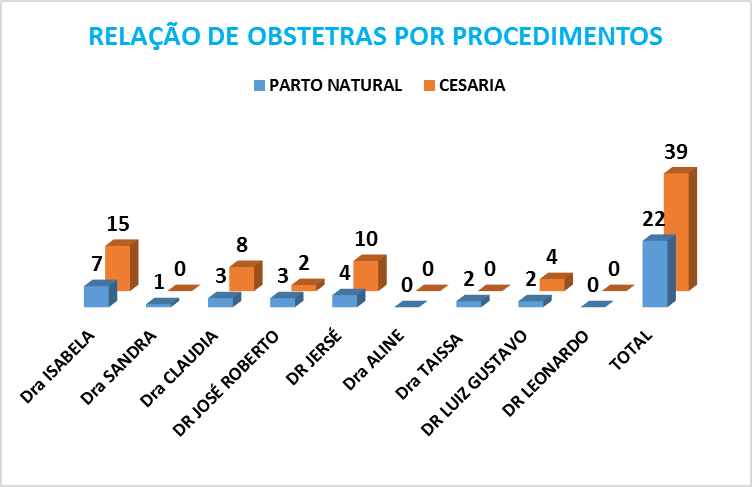 RELAÇÃO DE OBSTETRAS POR PROCEDIMENTOS
PARTO NATURAL CESARIA
7 15
1 0
3 8
3 2
4 10
0 0
2 0
2 4
0 0
22 39
Dra ISABELA
Dra SANDRA
Dra CLAUDIA
DR JOSÉ ROBERTO
DR JERSÉ
Dra ALINE
Dra TAISSA
DR LUIZ GUSTAVO
DR LEONARDO
TOTAL